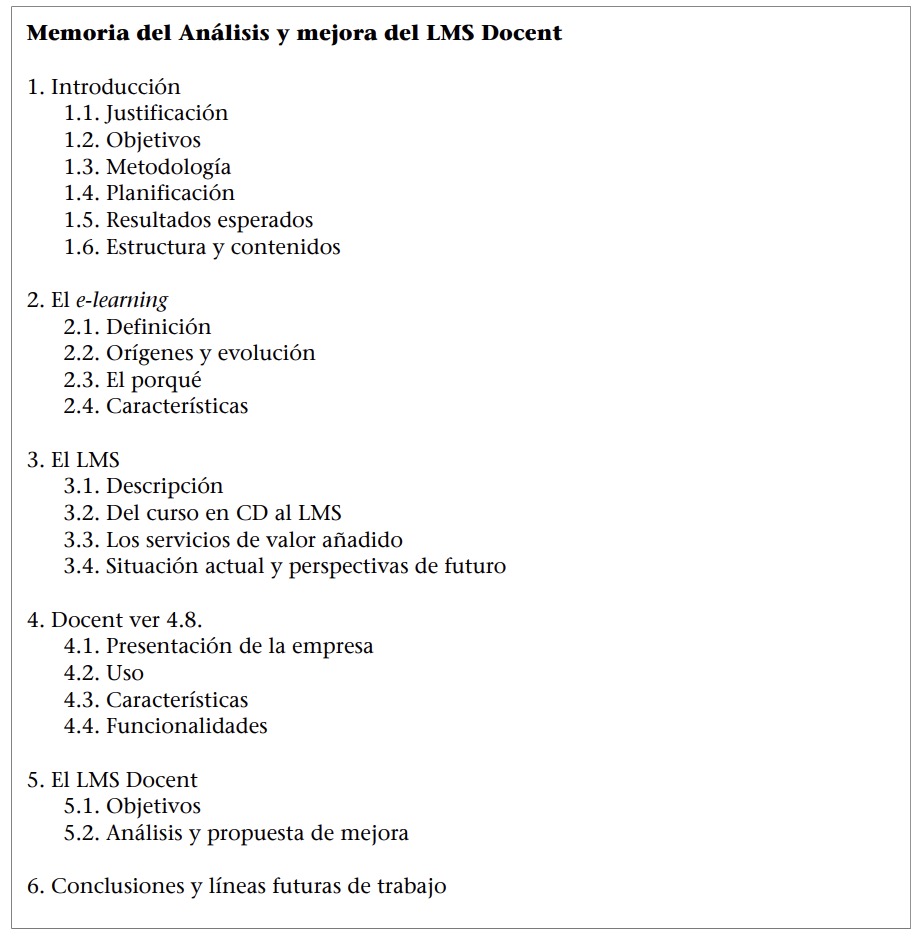 Memoria del Análisis y mejora del LMS Docent
1. Introducción
1.1. Justificación
1.2. Objetivos
1.3. Metodología
1.4. Planificación
1.5. Resultados esperados
1.6. Estructura y contenidos
2. El e-learning
2.1. Definición
2.2. Orígenes y evolución
2.3. El porqué
2.4. Características
3. El LMS
3.1. Descripción
3.2. Del curso en CD al LMS
3.3. Los servicios de valor añadido
3.4. Situación actual y perspectivas de futuro
4. Docent ver 4.8.
4.1. Presentación de la empresa
4.2. Uso
4.3. Características
4.4. Funcionalidades
5. El LMS Docent
5.1. Objetivos
5.2. Análisis y propuesta de mejora
6. Conclusiones y líneas futuras de trabajo